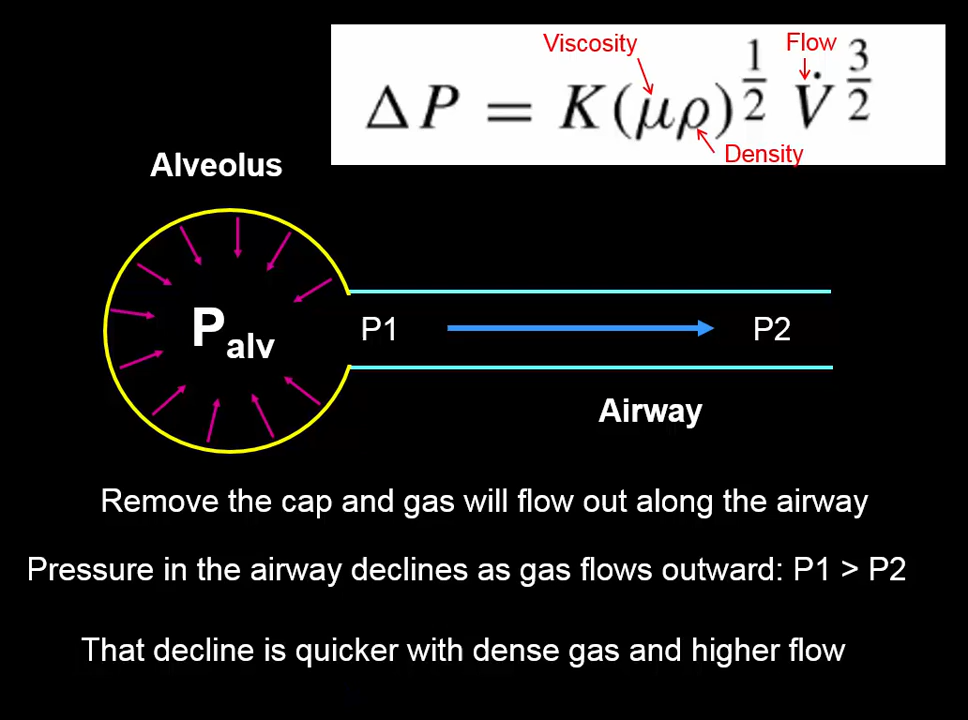 Viscosity
Flow
ΔP = K(μρ)^{1/2} V̇^{3/2}
Density
Alveolus
P_{alv}
P1
P2
Airway
Remove the cap and gas will flow out along the airway
Pressure in the airway declines as gas flows outward: P1 > P2
That decline is quicker with dense gas and higher flow